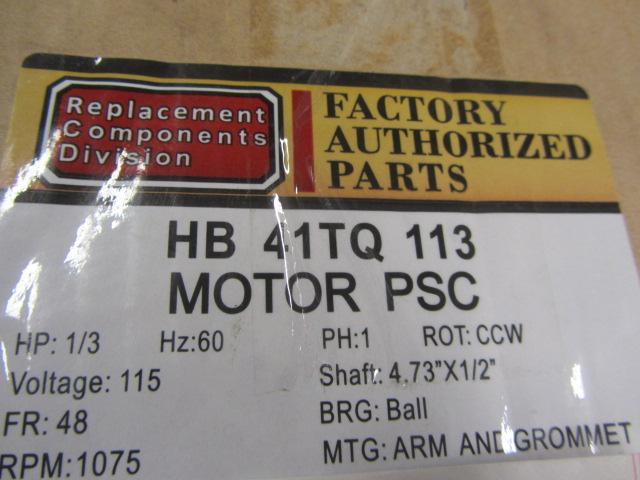 Replacement
Components
Division
FACTORY
AUTHORIZED
PARTS
HB 41TQ 113
MOTOR PSC
HP: 1/3 Hz:60 PH:1 ROT: CCW
Voltage: 115 Shaft: 4.73"X1/2"
FR: 48 BRG: Ball
RPM:1075 MTG: ARM AND GROMMET